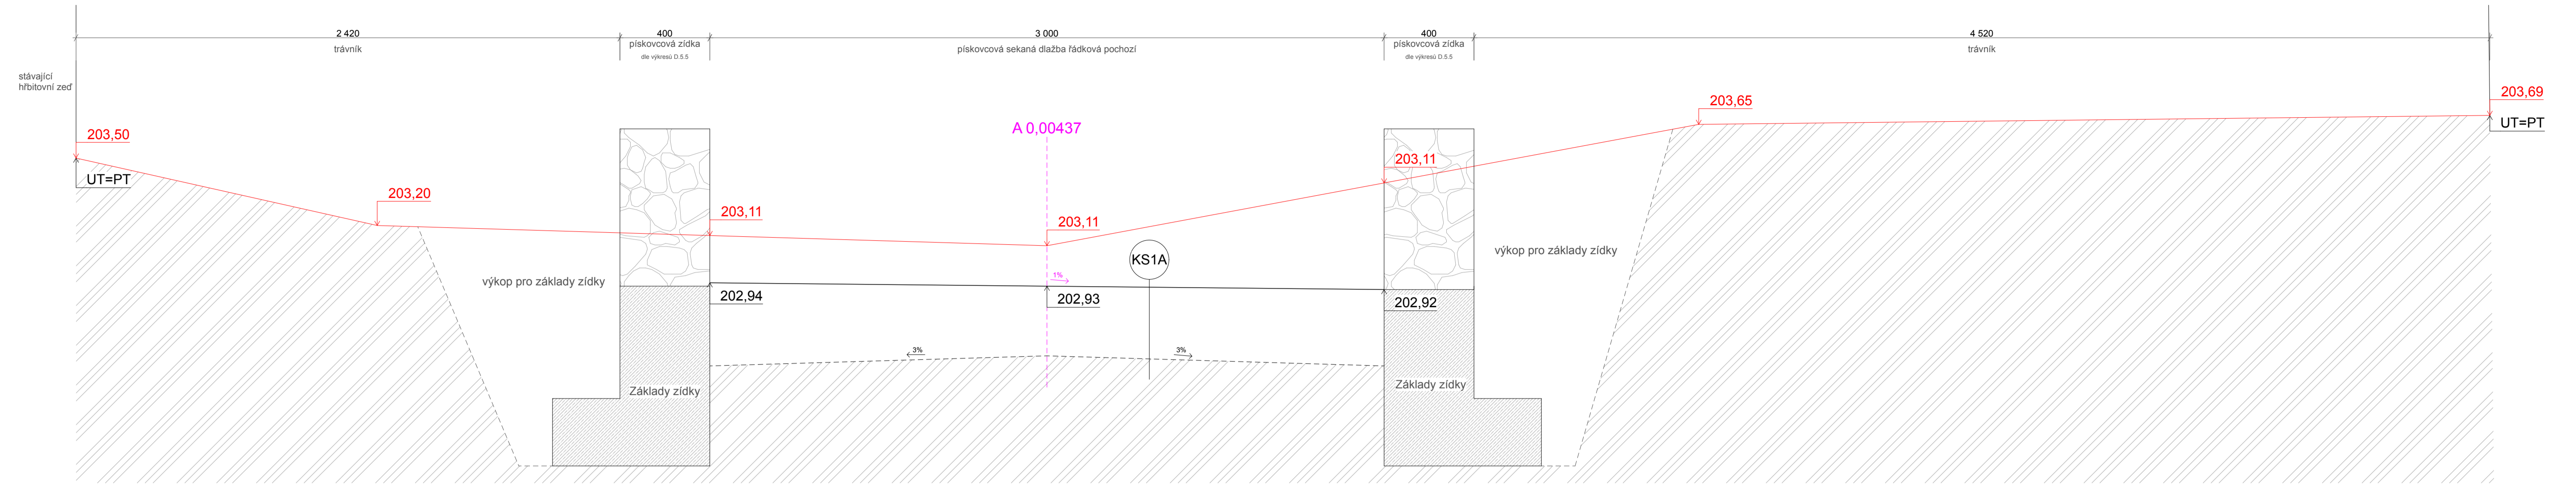 2 420
400
3 000
400
4 520
trávník
pískovcová zídka
dle výkresů D.5.5
pískovcová sekaná dlažba řádková pochozí
pískovcová zídka
dle výkresů D.5.5
trávník
stávající
hřbitovní zeď
203,50
UT=PT
203,20
203,11
A 0,00437
203,11
203,11
203,65
203,69
UT=PT
KS1A
výkop pro základy zídky
výkop pro základy zídky
1%
202,94
202,93
202,92
3%
3%
Základy zídky
Základy zídky